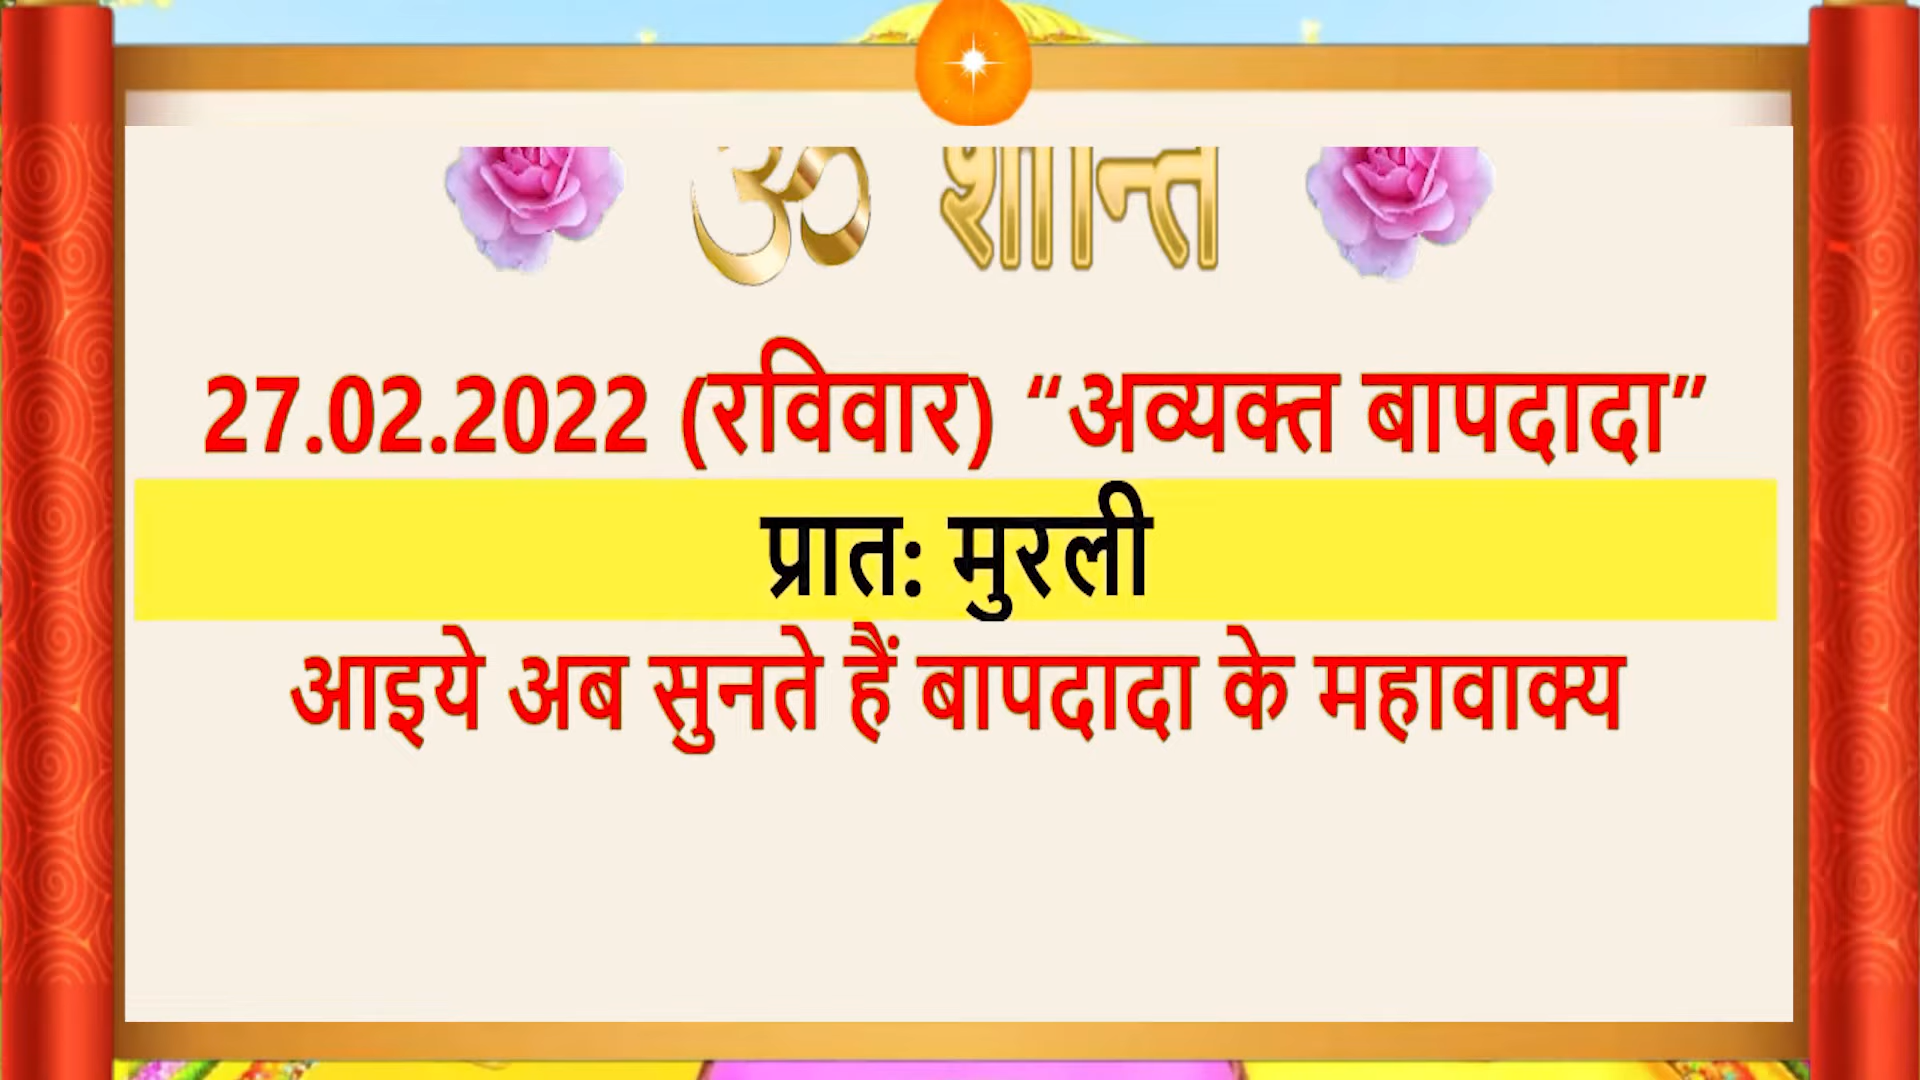 ॐ शान्ति
27.02.2022 (रविवार) “अव्यक्त बापदादा”
प्रात: मुरली
आइये अब सुनते हैं बापदादा के महावाक्य